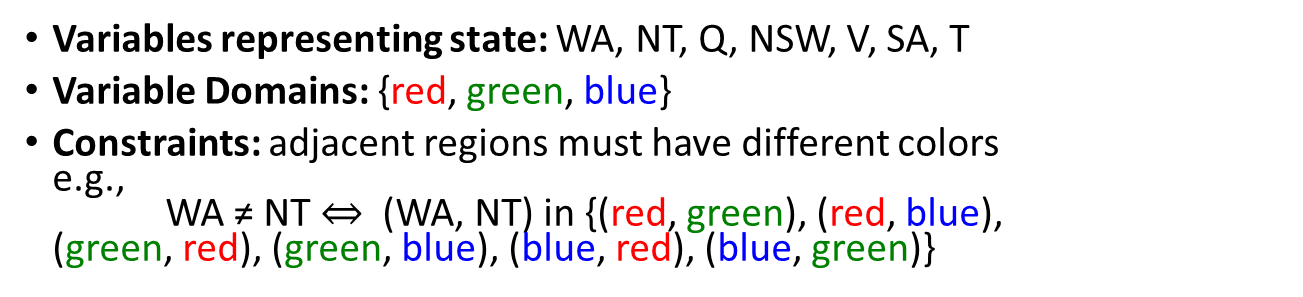 • Variables representing state: WA, NT, Q, NSW, V, SA, T
• Variable Domains: {red, green, blue}
• Constraints: adjacent regions must have different colors
e.g.,
WA ≠ NT ⇔ (WA, NT) in {(red, green), (red, blue),
(green, red), (green, blue), (blue, red), (blue, green)}